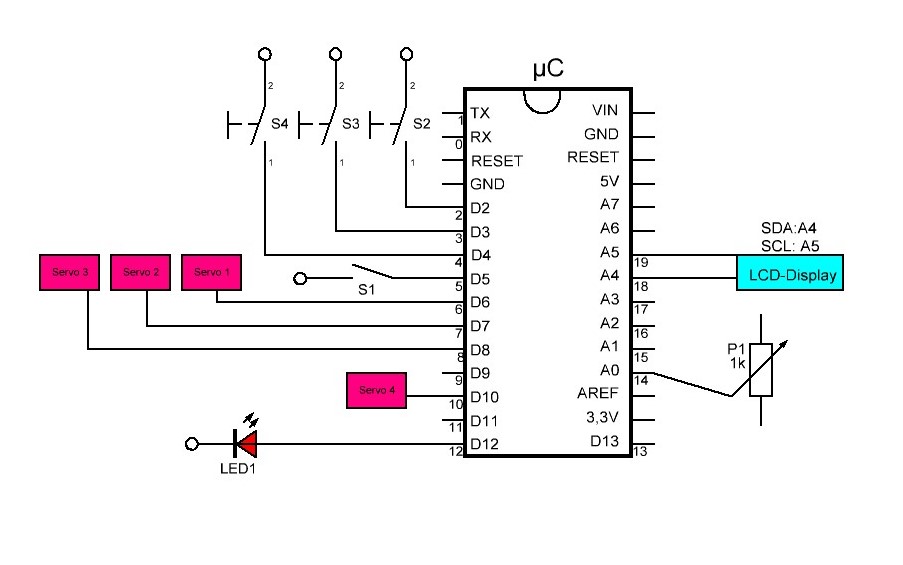 µC
2
2
2
S4
S3
S2
1
1
1
TX
1
RX
0
RESET
GND
D2
2
D3
3
D4
4
D5
5
D6
6
D7
7
D8
8
D9
9
D10
10
D11
11
D12
12
VIN
GND
RESET
5V
A7
A6
A5
19
A4
18
A3
17
A2
16
A1
15
A0
14
AREF
3,3V
D13
13
SDA:A4
SCL: A5
LCD-Display
Servo 3
Servo 2
Servo 1
S1
P1
1k
Servo 4
LED1